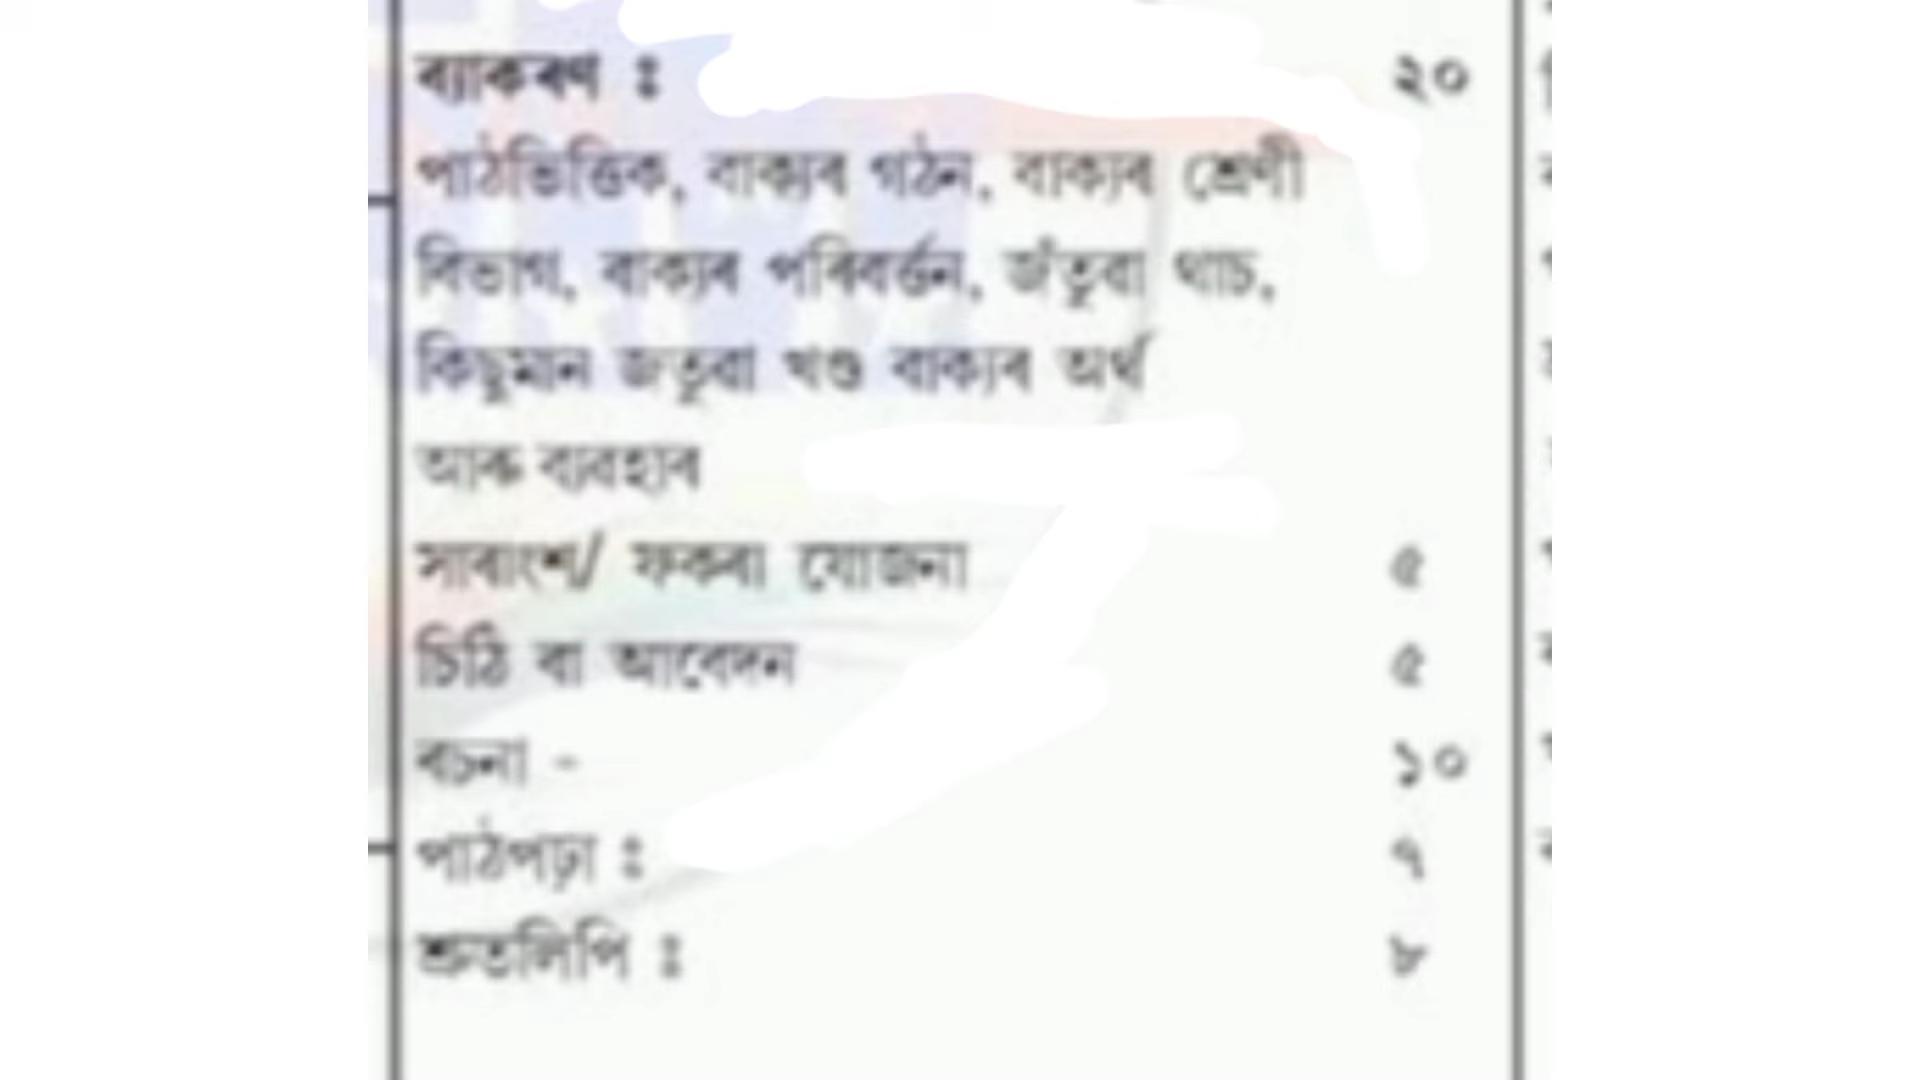 ব্যাকৰণ ঃ ২০
পাঠভিত্তিক, বাক্যৰ গঠন, বাক্যৰ শ্ৰেণী
বিভাগ, বাক্যৰ পৰিবৰ্ত্তন, জঁতুৱা থাচ,
কিছুমান জতুৱা খণ্ড বাক্যৰ অৰ্থ
আৰু ব্যৱহাৰ
সাৰাংশ/ ফকৰা যোজনা ৫
চিঠি বা আবেদন ৫
ৰচনা - ১০
পাঠপঢ়া ঃ ৭
শ্ৰুতলিপি ঃ ৮